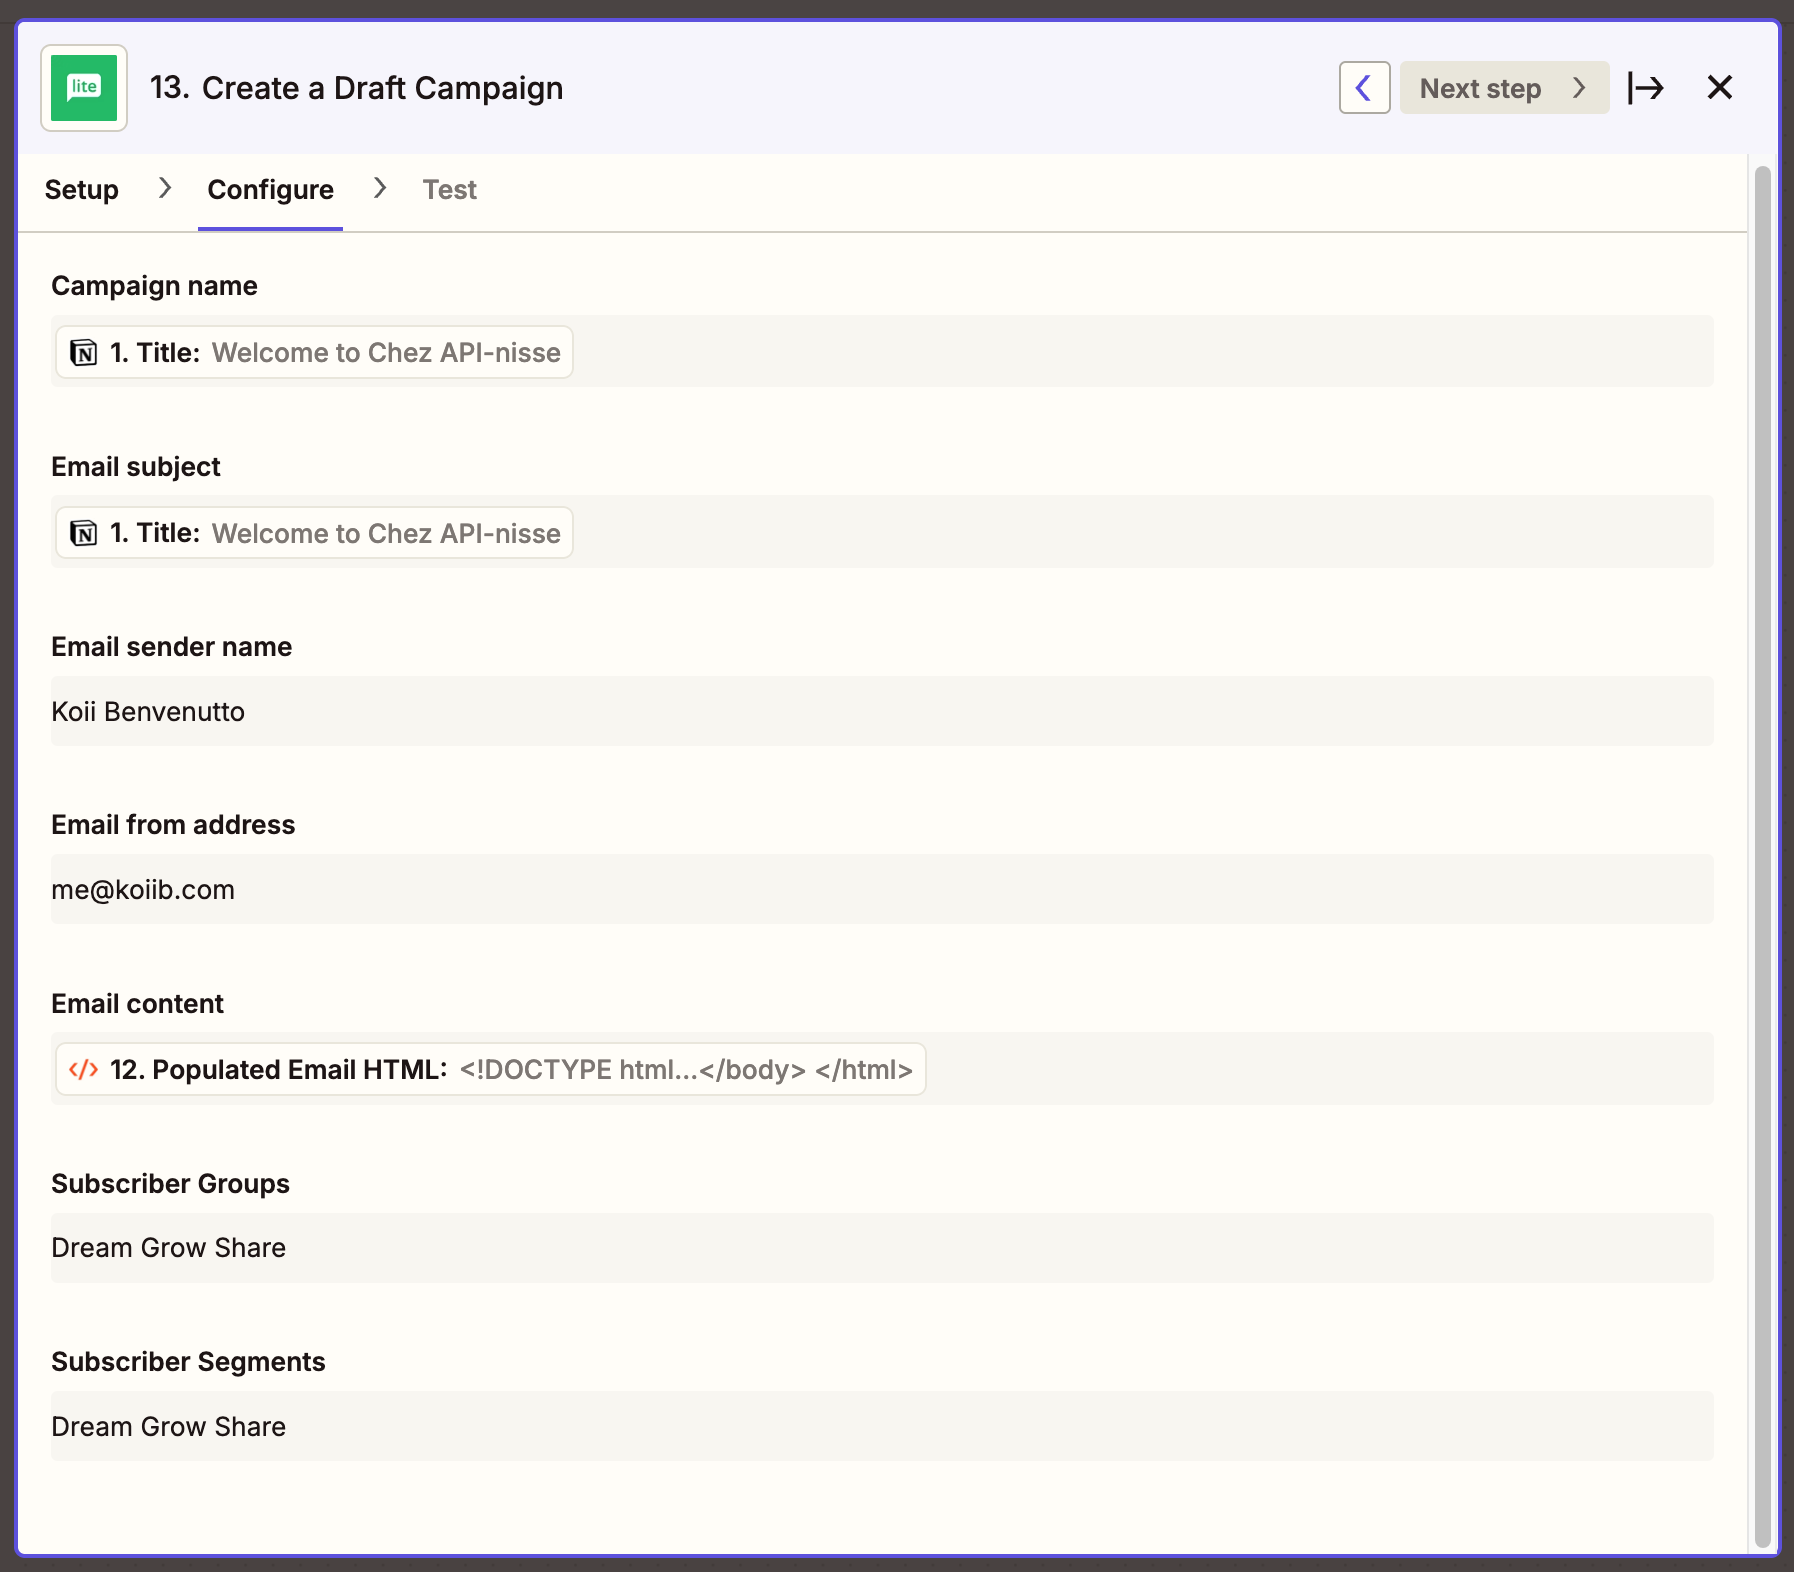 lite
13. Create a Draft Campaign
Next step
Setup
Configure
Test
Campaign name
1. Title: Welcome to Chez API-nisse
Email subject
1. Title: Welcome to Chez API-nisse
Email sender name
Koii Benvenutto
Email from address
me@koiib.com
Email content
</> 12. Populated Email HTML: <!DOCTYPE html...</body> </html>
Subscriber Groups
Dream Grow Share
Subscriber Segments
Dream Grow Share